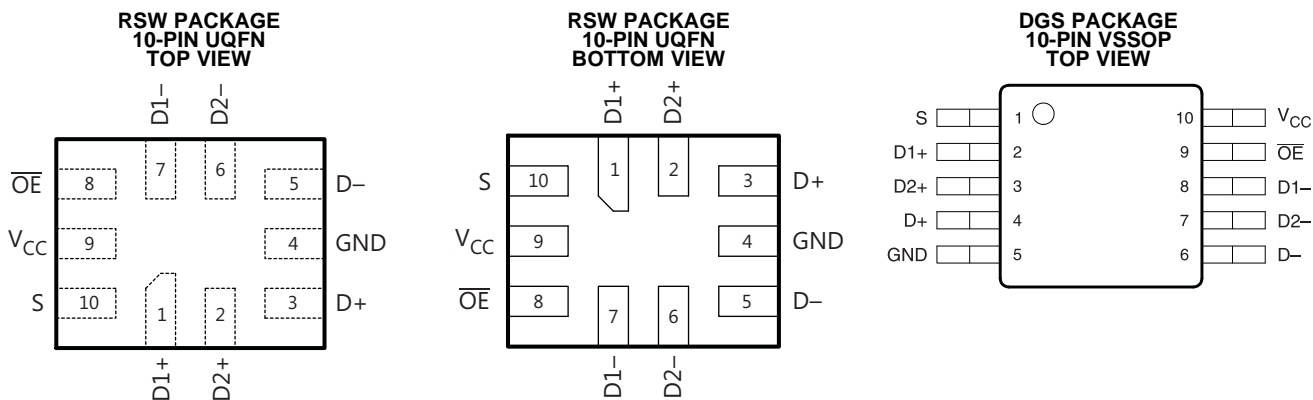 RSW PACKAGE
10-PIN UQFN
TOP VIEW
D1–
D2–
7
6
OE
8
5
D–
VCC
9
4
GND
S
10
3
D+
1
2
D1+
D2+
RSW PACKAGE
10-PIN UQFN
BOTTOM VIEW
D1+
D2+
1
2
S
10
3
D+
VCC
9
4
GND
OE
8
5
D–
7
6
D1–
D2–
DGS PACKAGE
10-PIN VSSOP
TOP VIEW
S
1
10
VCC
D1+
2
9
OE
D2+
3
8
D1–
D+
4
7
D2–
GND
5
6
D–